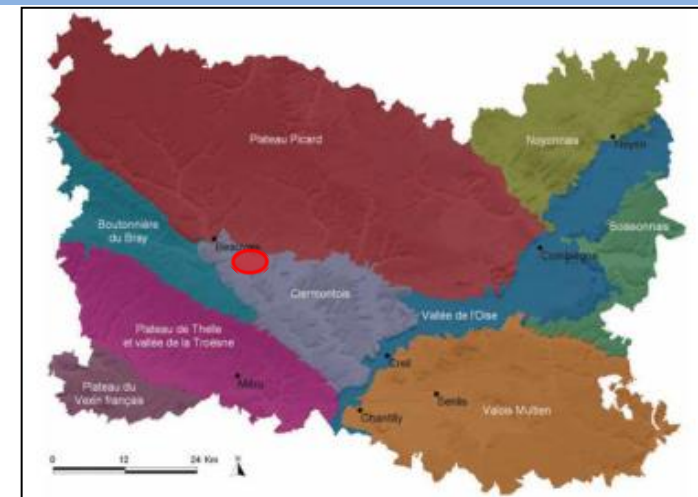 Plateau Picard
Noyonnais
Noyon
Boutonnière
du Bray
Beauvais
Soissonnais
Compiègne
Clermontois
Vallée de l'Oise
Plateau de Thelle
et vallée de la Troësne
Creil
Méru
Plateau du
Vexin français
Senlis
Valois Multien
Chantilly
0 12 24 Km
N